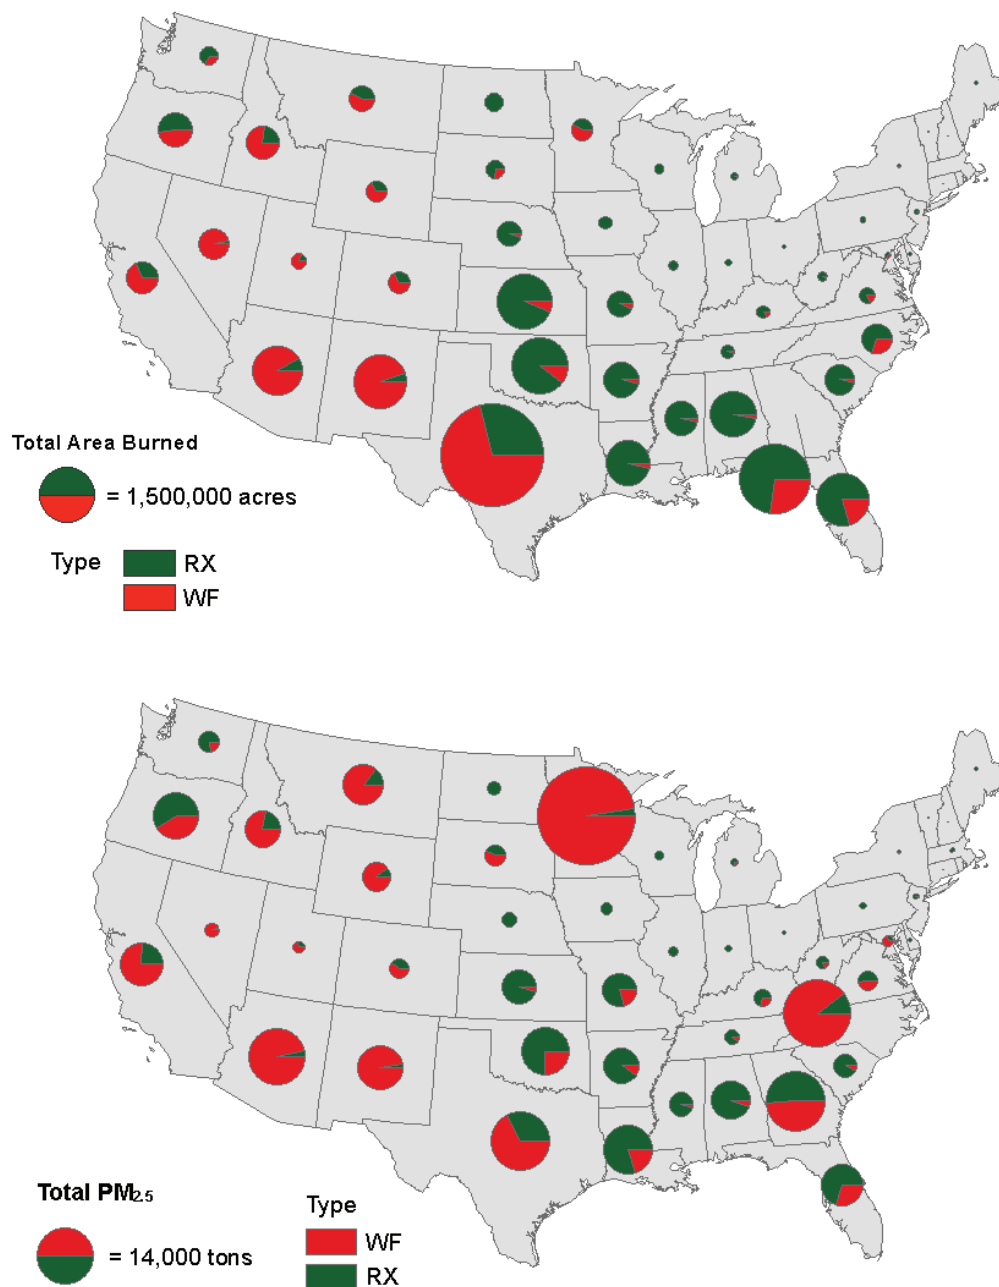 Total Area Burned
= 1,500,000 acres
Type
RX
WF
Total PM2.5
= 14,000 tons
Type
WF
RX